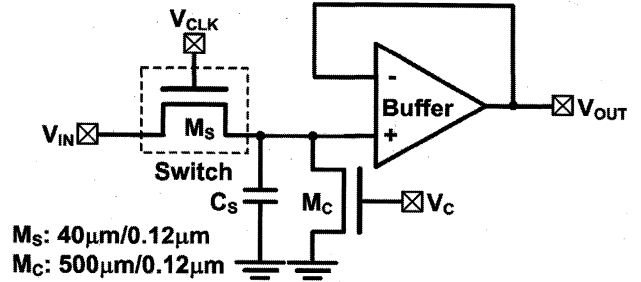 V_CLK
V_IN
M_S
Switch
-
Buffer
+
V_OUT
C_S
M_C
V_C
M_S: 40μm/0.12μm
M_C: 500μm/0.12μm